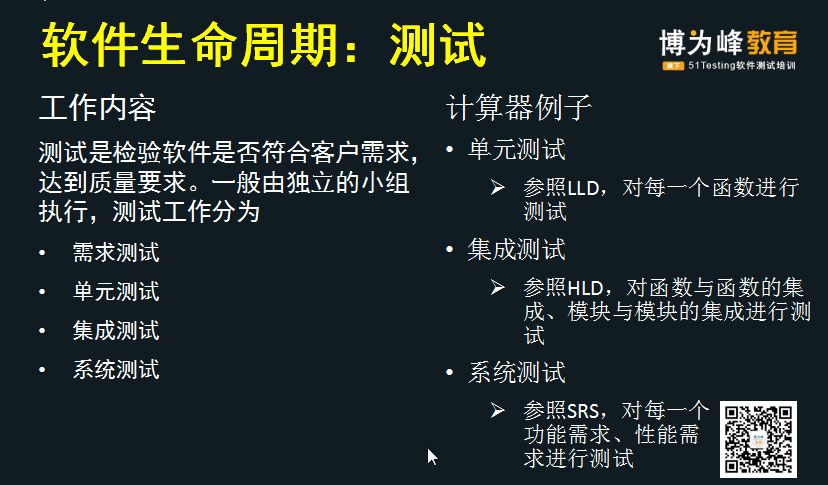 软件生命周期：测试
博为峰教育
旗下 51Testing软件测试培训
工作内容
测试是检验软件是否符合客户需求，
达到质量要求。一般由独立的小组
执行，测试工作分为
• 需求测试
• 单元测试
• 集成测试
• 系统测试
计算器例子
• 单元测试
➢ 参照LLD，对每一个函数进行
测试
• 集成测试
➢ 参照HLD，对函数与函数的集
成、模块与模块的集成进行测
试
• 系统测试
➢ 参照SRS，对每一个
功能需求、性能需
求进行测试